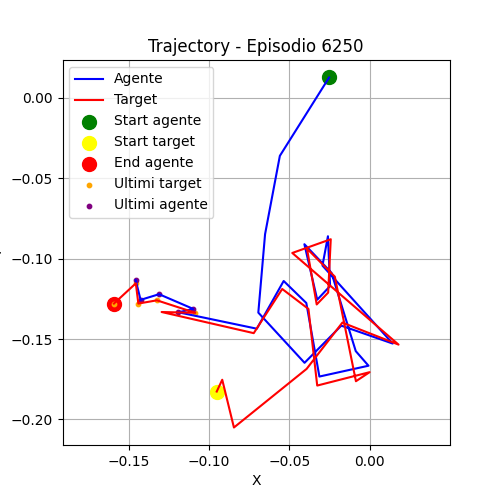 Trajectory - Episodio 6250
Agente
Target
Start agente
Start target
End agente
Ultimi target
Ultimi agente
0.00
−0.05
−0.10
−0.15
−0.20
−0.15
−0.10
−0.05
0.00
X